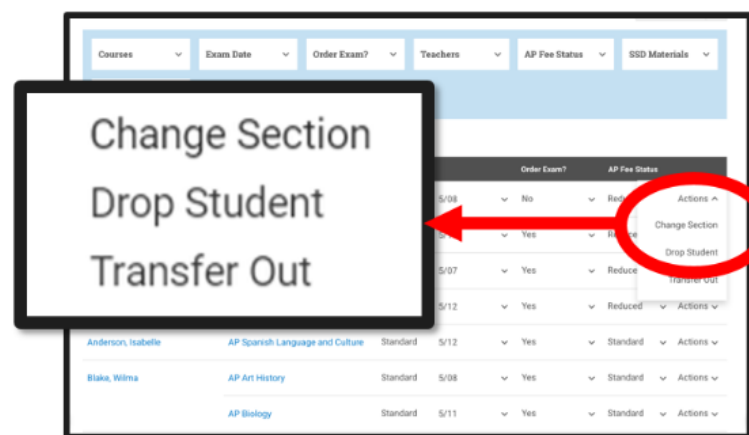 Courses Exam Date Order Exam? Teachers AP Fee Status SSD Materials
Change Section
Drop Student
Transfer Out
Order Exam? AP Fee Status
5/08 No Actions
Change Section
Yes
Drop Student
5/07 Yes Reduce
Transfer Out
5/12 Yes Reduced Actions
Anderson, Isabelle AP Spanish Language and Culture Standard 5/12 Yes Standard Actions
Blake, Wilma AP Art History Standard 5/08 Yes Standard Actions
AP Biology Standard 5/11 Yes Standard Actions